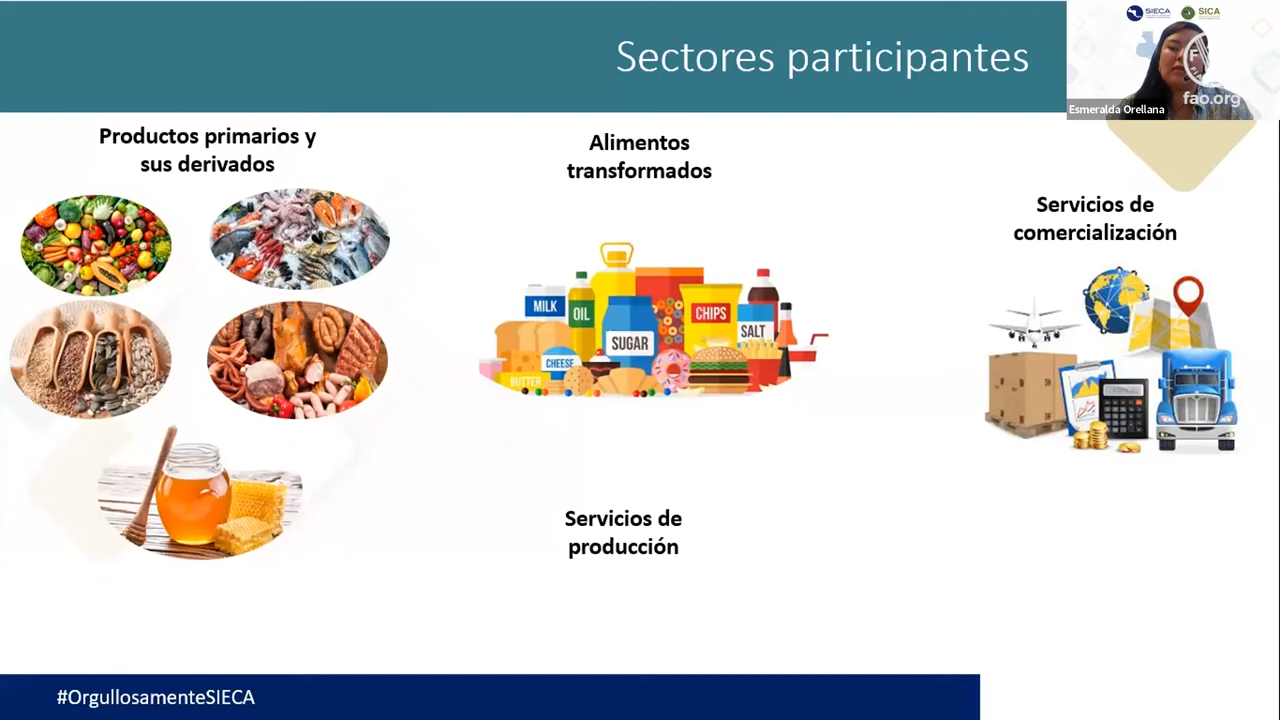 Sectores participantes
SIECA
SICA
fao.org
Esmeralda Orellana
Productos primarios y
sus derivados
Alimentos
transformados
Servicios de
comercialización
MILK
OIL
SUGAR
CHIPS
SALT
CHEESE
BUTTER
Servicios de
producción
#OrgullosamenteSIECA